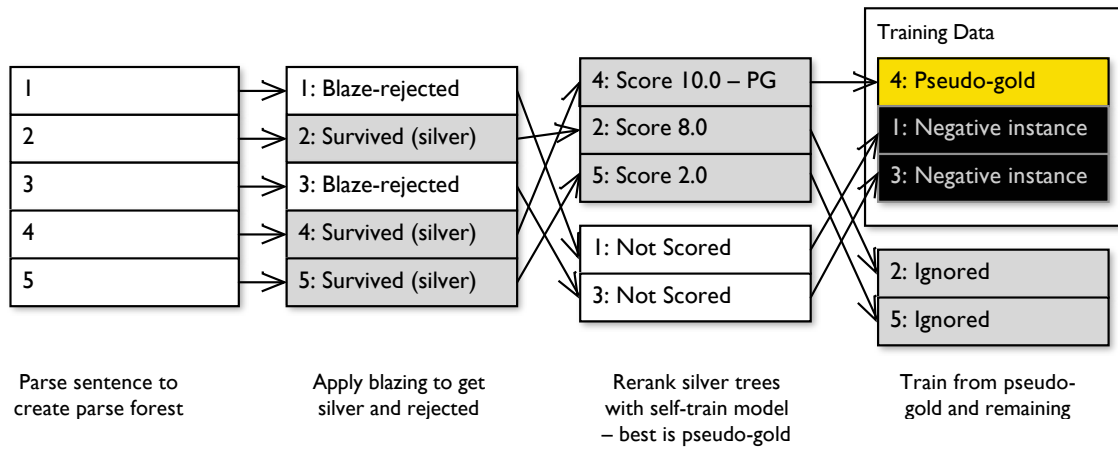 1
2
3
4
5
1: Blaze-rejected
2: Survived (silver)
3: Blaze-rejected
4: Survived (silver)
5: Survived (silver)
4: Score 10.0 – PG
2: Score 8.0
5: Score 2.0
1: Not Scored
3: Not Scored
Training Data
4: Pseudo-gold
1: Negative instance
3: Negative instance
2: Ignored
5: Ignored
Parse sentence to
create parse forest
Apply blazing to get
silver and rejected
Rerank silver trees
with self-train model
– best is pseudo-gold
Train from pseudo-
gold and remaining